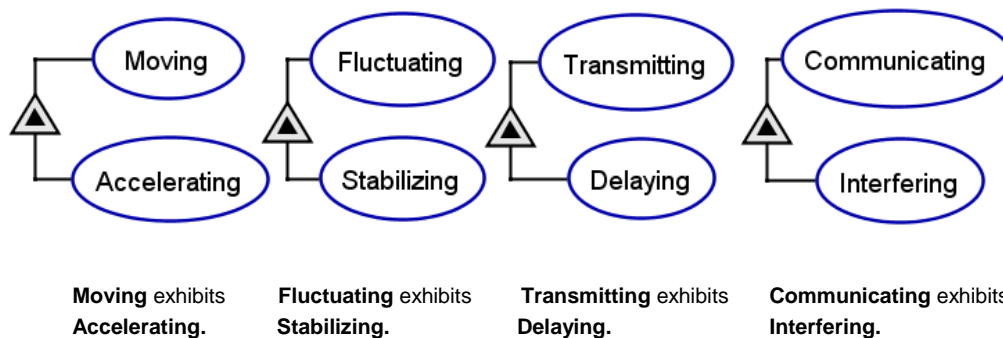 Moving
Fluctuating
Transmitting
Communicating
Accelerating
Stabilizing
Delaying
Interfering
Moving exhibits
Accelerating.
Fluctuating exhibits
Stabilizing.
Transmitting exhibits
Delaying.
Communicating exhibits
Interfering.